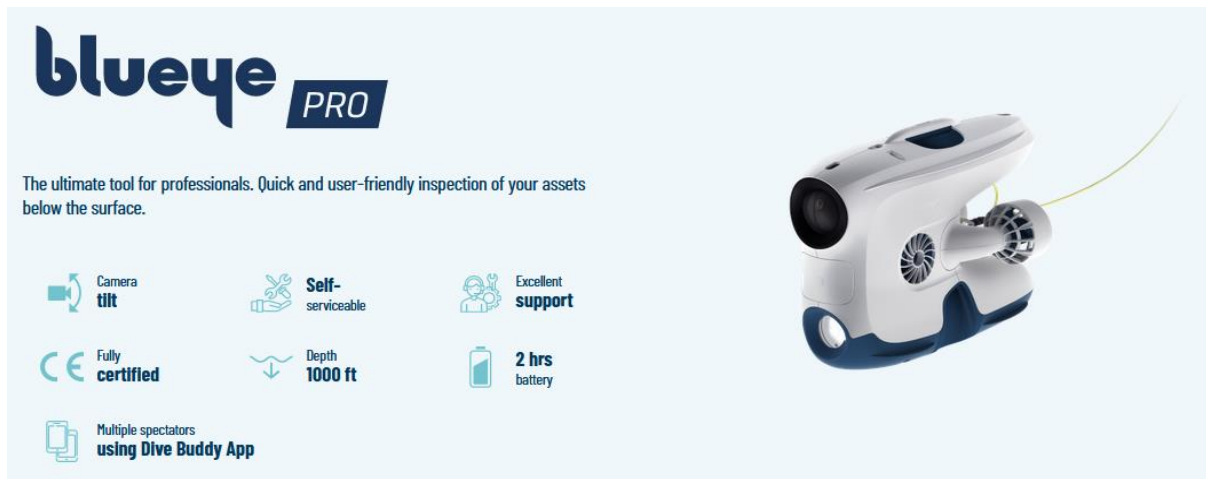 blueye
PRO
The ultimate tool for professionals. Quick and user-friendly inspection of your assets
below the surface.
Camera
tilt
Self-
serviceable
Excellent
support
CE
Fully
certified
Depth
1000 ft
2 hrs
battery
Multiple spectators
using Dive Buddy App